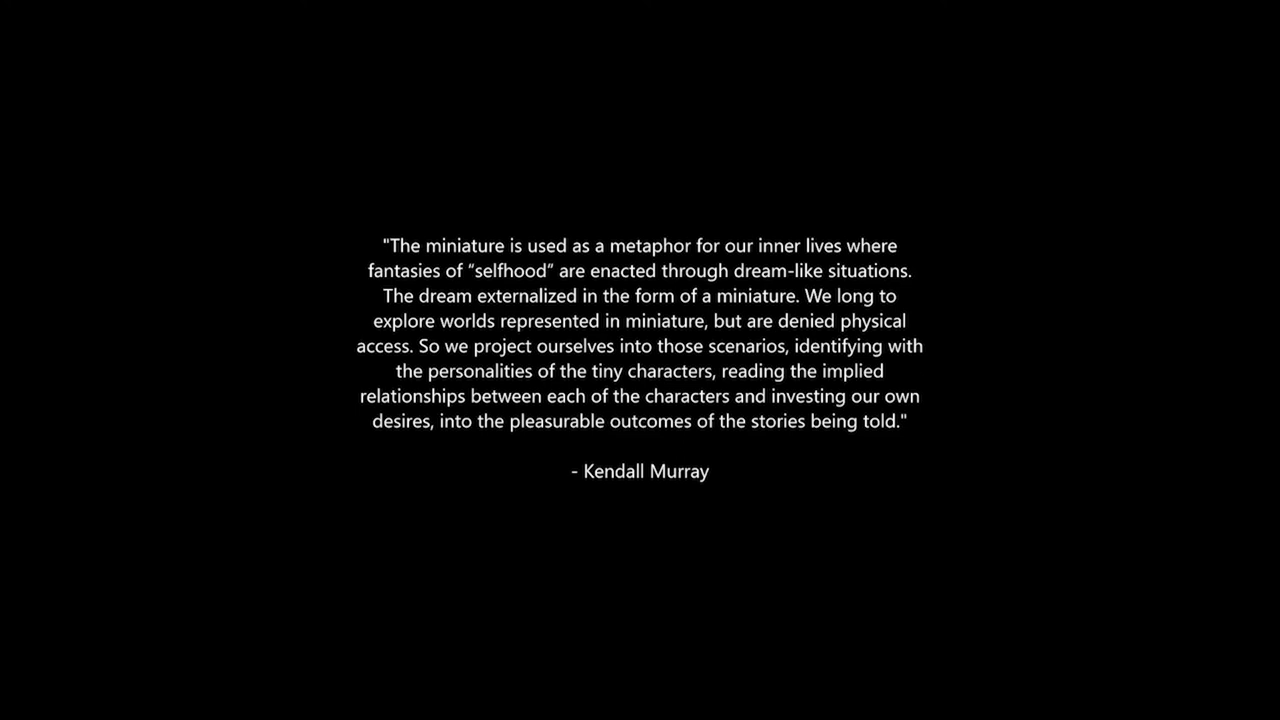 "The miniature is used as a metaphor for our inner lives where
fantasies of “selfhood” are enacted through dream-like situations.
The dream externalized in the form of a miniature. We long to
explore worlds represented in miniature, but are denied physical
access. So we project ourselves into those scenarios, identifying with
the personalities of the tiny characters, reading the implied
relationships between each of the characters and investing our own
desires, into the pleasurable outcomes of the stories being told."
- Kendall Murray